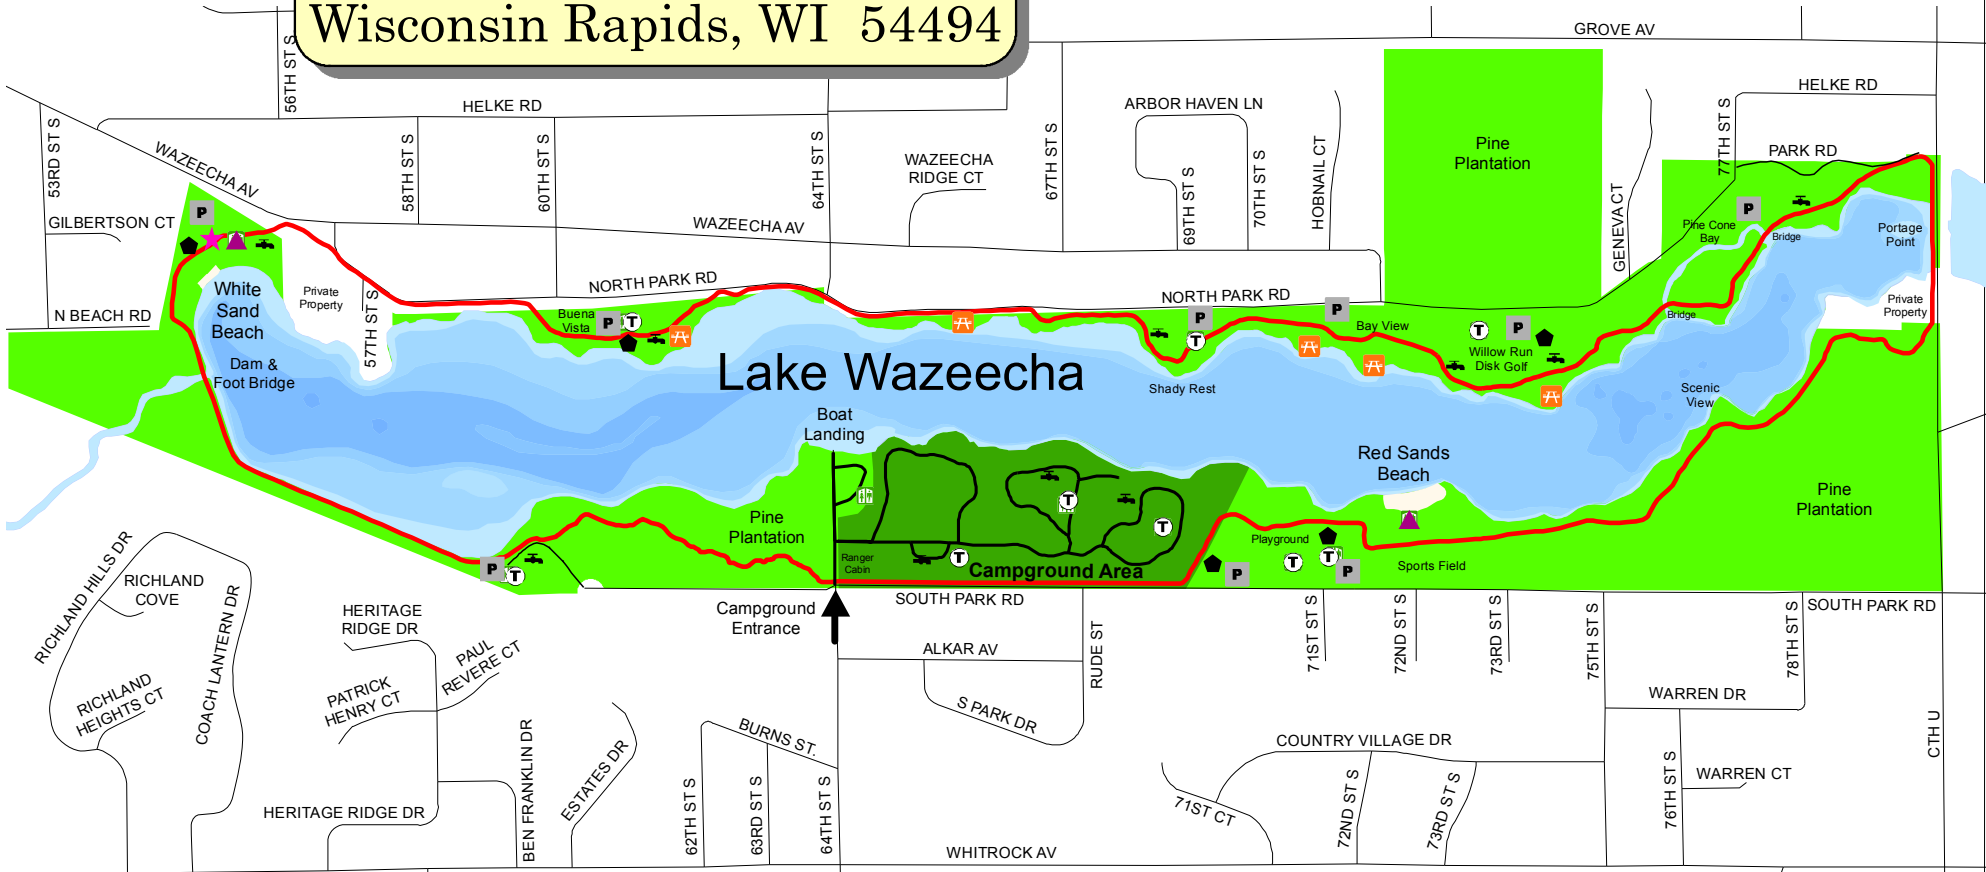 Wisconsin Rapids, WI 54494
GROVE AV
56TH ST S
HELKE RD
HELKE RD
ARBOR HAVEN LN
53RD ST S
WAZEECHA AV
58TH ST S
60TH ST S
64TH ST S
WAZEECHA
RIDGE CT
67TH ST S
69TH ST S
70TH ST S
HOBNAIL CT
Pine
Plantation
GENEVA CT
77TH ST S
PARK RD
GILBERTSON CT
P
WAZEECHA AV
P
Pine Cone
Bay
Bridge
Portage
Point
N BEACH RD
White
Sand
Beach
Private
Property
57TH ST S
NORTH PARK RD
NORTH PARK RD
Buena
Vista
P
T
P
T
P
Bay View
T
P
Bridge
Private
Property
Willow Run
Disk Golf
Dam &
Foot Bridge
Lake Wazeecha
Shady Rest
Scenic
View
Boat
Landing
Red Sands
Beach
Pine
Plantation
Pine
Plantation
T
T
T
P
T
Ranger
Cabin
Campground Area
Playground
T
T
P
P
Sports Field
Campground
Entrance
SOUTH PARK RD
SOUTH PARK RD
RICHLAND HILLS DR
RICHLAND
COVE
COACH LANTERN DR
RICHLAND
HEIGHTS CT
HERITAGE
RIDGE DR
PAUL
REVERE CT
PATRICK
HENRY CT
HERITAGE RIDGE DR
BEN FRANKLIN DR
ESTATES DR
62TH ST S
BURNS ST.
63RD ST S
64TH ST S
ALKAR AV
S PARK DR
RUDE ST
71ST ST S
72ND ST S
73RD ST S
75TH ST S
78TH ST S
WARREN DR
COUNTRY VILLAGE DR
71ST CT
72ND ST S
73RD ST S
76TH ST S
WARREN CT
CTH U
WHITROCK AV